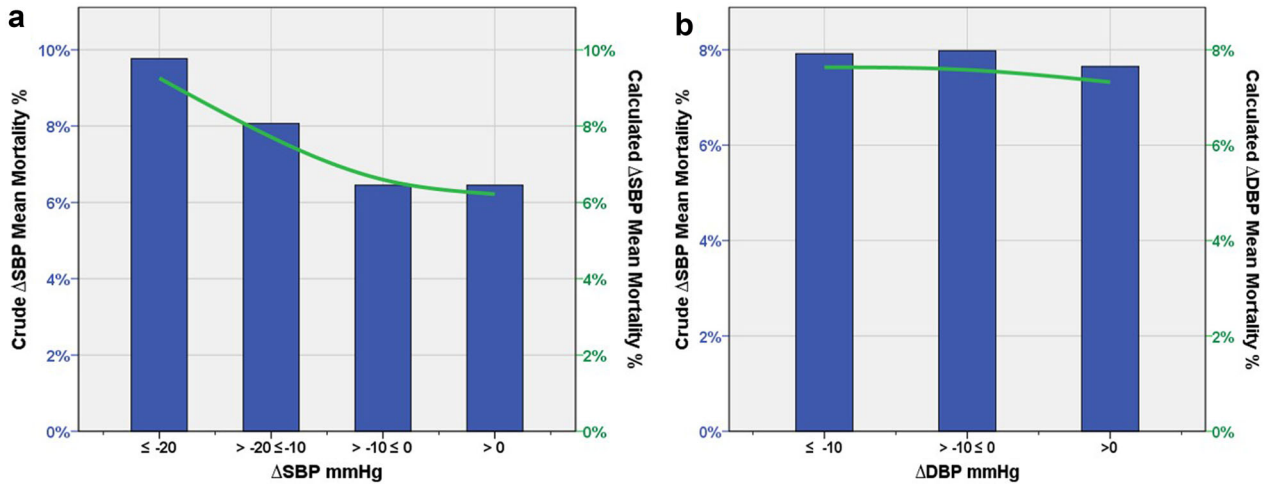 a
Crude ΔSBP Mean Mortality %
10%
8%
6%
4%
2%
0%
10%
8%
6%
4%
2%
0%
Calculated ΔSBP Mean Mortality %
≤ -20
> -20 ≤ -10
> -10 ≤ 0
> 0
ΔSBP mmHg
b
Crude ΔSBP Mean Mortality %
8%
6%
4%
2%
0%
8%
6%
4%
2%
0%
Calculated ΔDBP Mean Mortality %
≤ -10
> -10 ≤ 0
>0
ΔDBP mmHg